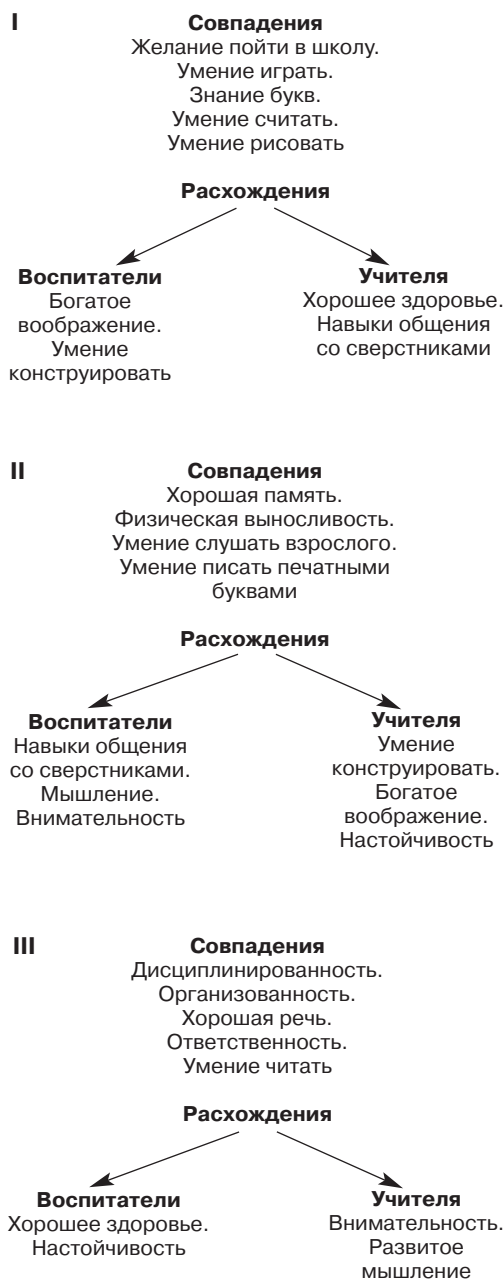 I
Совпадения
Желание пойти в школу.
Умение играть.
Знание букв.
Умение считать.
Умение рисовать
Расхождения
Воспитатели
Богатое
воображение.
Умение
конструировать
Учителя
Хорошее здоровье.
Навыки общения
со сверстниками
II
Совпадения
Хорошая память.
Физическая выносливость.
Умение слушать взрослого.
Умение писать печатными
буквами
Расхождения
Воспитатели
Навыки общения
со сверстниками.
Мышление.
Внимательность
Учителя
Умение
конструировать.
Богатое
воображение.
Настойчивость
III
Совпадения
Дисциплинированность.
Организованность.
Хорошая речь.
Ответственность.
Умение читать
Расхождения
Воспитатели
Хорошее здоровье.
Настойчивость
Учителя
Внимательность.
Развитое
мышление